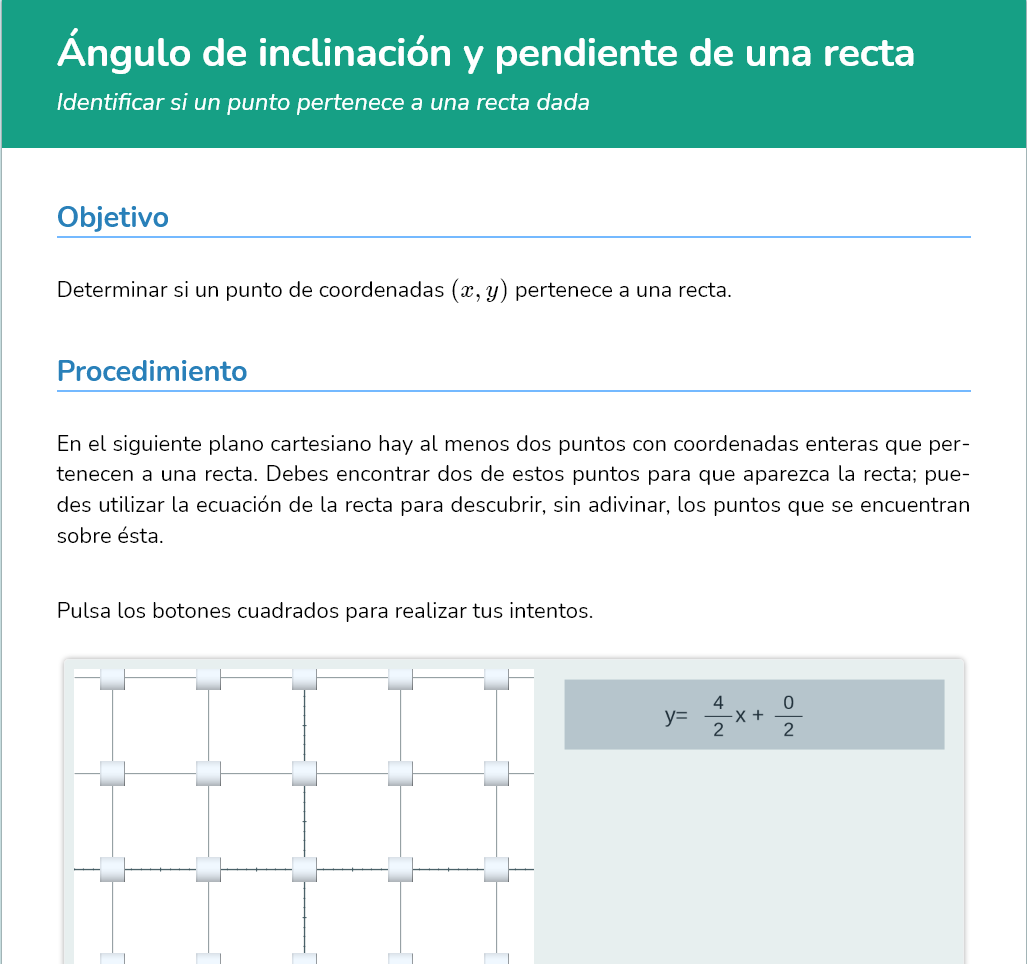 Ángulo de inclinación y pendiente de una recta
Identificar si un punto pertenece a una recta dada
Objetivo
Determinar si un punto de coordenadas (x, y) pertenece a una recta.
Procedimiento
En el siguiente plano cartesiano hay al menos dos puntos con coordenadas enteras que per-
tenecen a una recta. Debes encontrar dos de estos puntos para que aparezca la recta; pue-
des utilizar la ecuación de la recta para descubrir, sin adivinar, los puntos que se encuentran
sobre ésta.
Pulsa los botones cuadrados para realizar tus intentos.
y= 4/2 x + 0/2